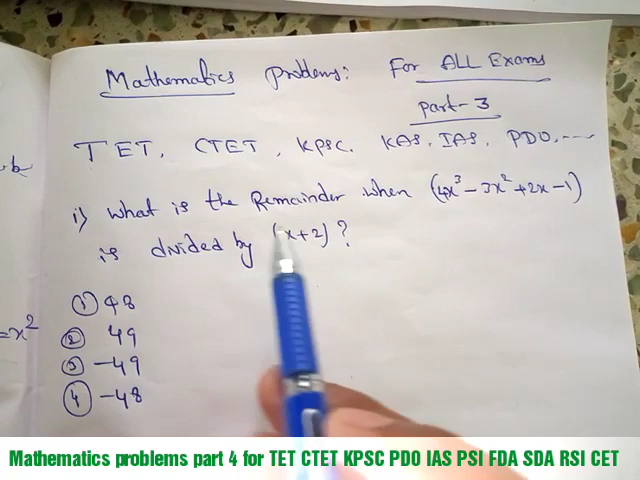 Mathematics problems: For ALL Exams
part-3
TET, CTET, KPSC. KAS, IAS, PDO,----
1) What is the Remainder when (4x³-3x²+2x-1)
is divided by (x+2)?
① 48
② 49
③ -49
④ -48
=x²
Mathematics problems part 4 for TET CTET KPSC PDO IAS PSI FDA SDA RSI CET